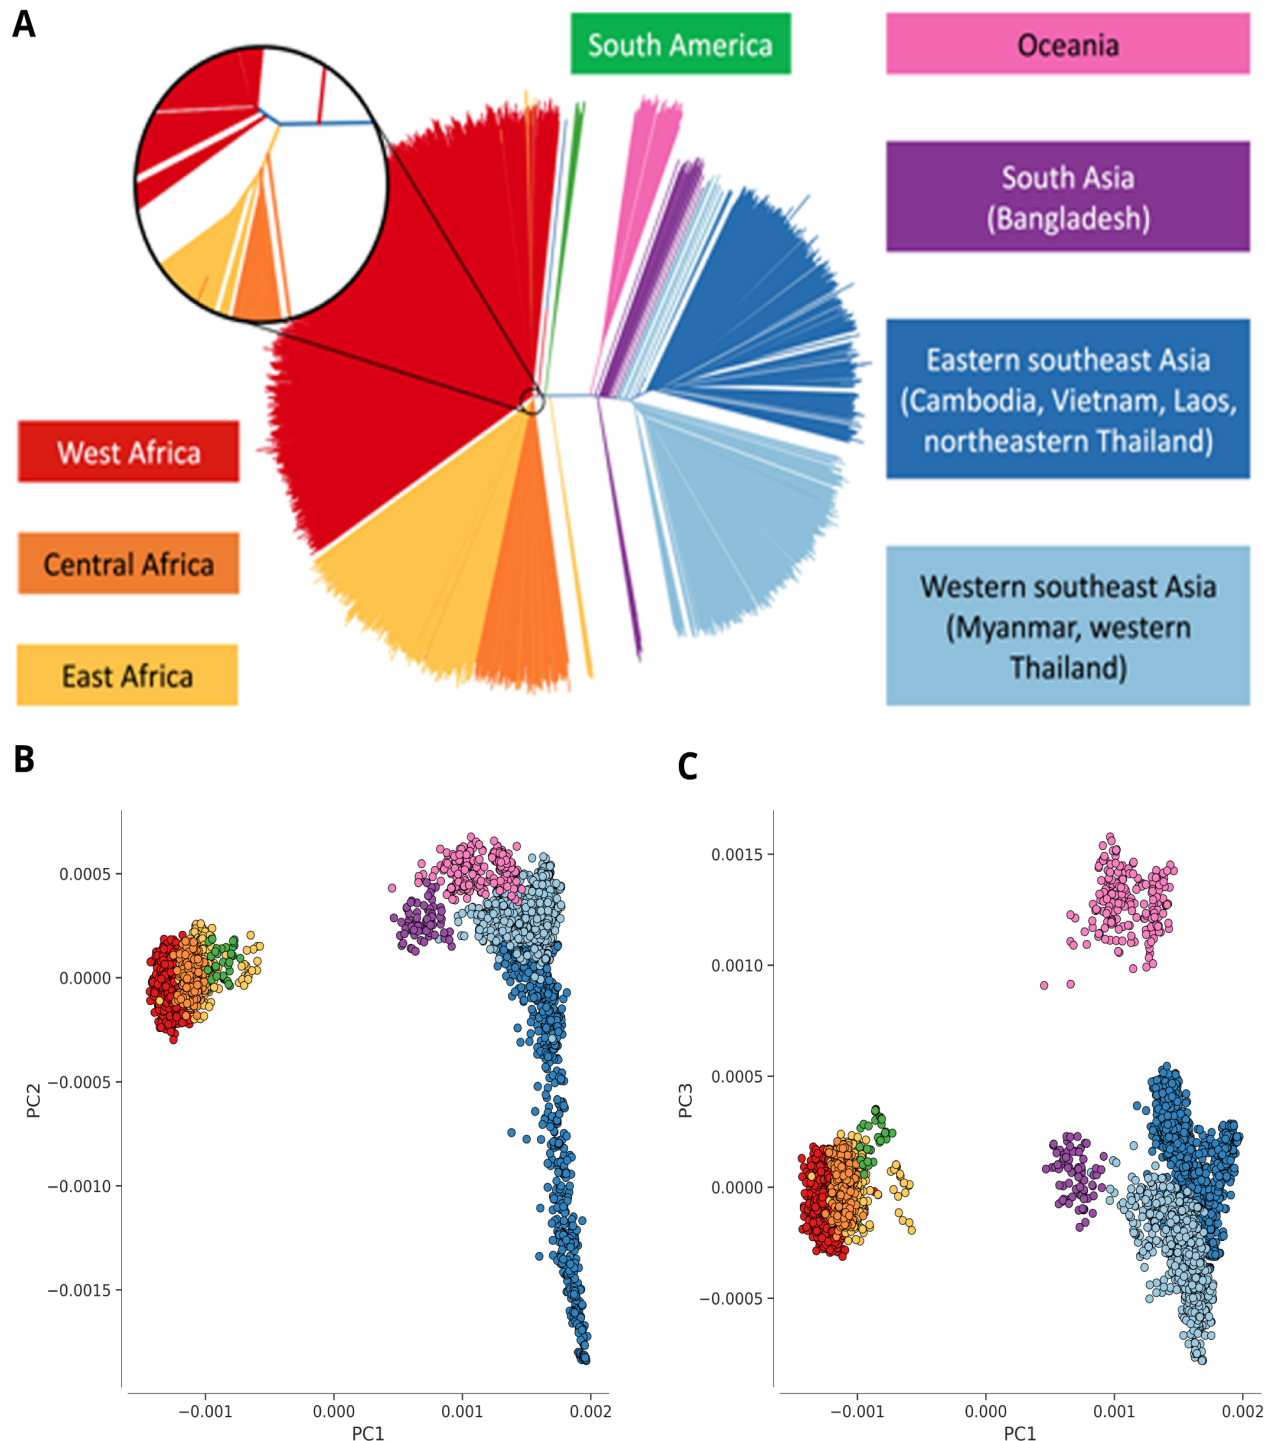 A
South America
Oceania
South Asia
(Bangladesh)
Eastern southeast Asia
(Cambodia, Vietnam, Laos,
northeastern Thailand)
West Africa
Central Africa
East Africa
Western southeast Asia
(Myanmar, western
Thailand)
B
0.0005
0.0000
−0.0005
−0.0010
−0.0015
PC2
−0.001
0.000
0.001
0.002
PC1
C
0.0015
0.0010
0.0005
0.0000
−0.0005
PC3
−0.001
0.000
0.001
0.002
PC1